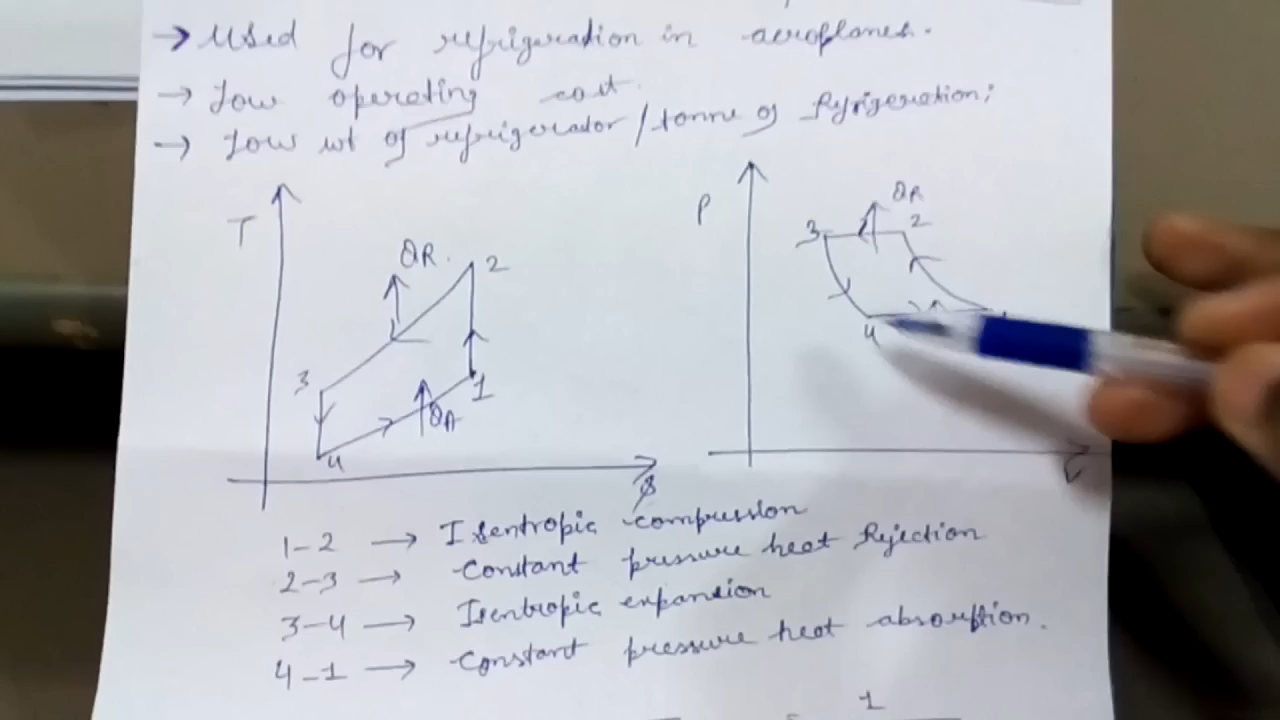 → Used for refrigeration in aeroplanes.
→ Low operating cost.
→ Low wt of refrigerador / tonne of Refrigeration;
T
QR.
2
3
1
QA
4
P
QR
3
2
4
1-2 → Isentropic compression
2-3 → Constant pressure heat Rejection
3-4 → Isentropic expansion
4-1 → Constant pressure heat absorption.
1